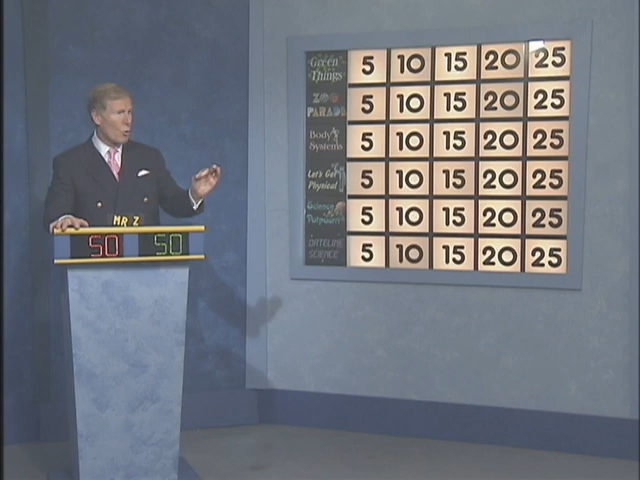 Green Things 5 10 15 20 25
ZOO PARADE 5 10 15 20 25
Body Systems 5 10 15 20 25
Let's Get Physical 5 10 15 20 25
Science 5 10 15 20 25
DATELINE SCIENCE 5 10 15 20 25
MR Z
50 50